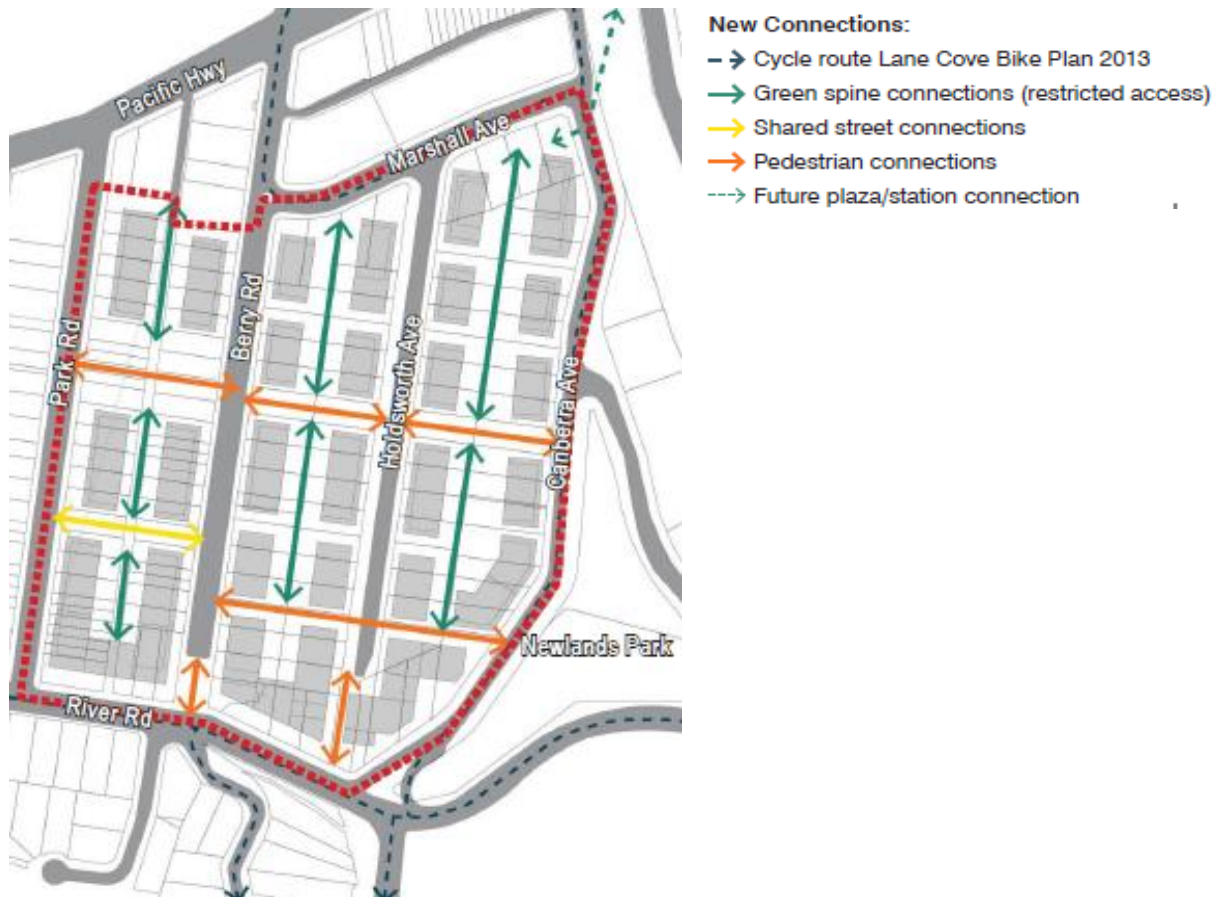 Pacific Hwy
Marshall Ave
Berry Rd
Park Rd
Holdsworth Ave
Canberra Ave
Newlands Park
River Rd
New Connections:
Cycle route Lane Cove Bike Plan 2013
Green spine connections (restricted access)
Shared street connections
Pedestrian connections
Future plaza/station connection